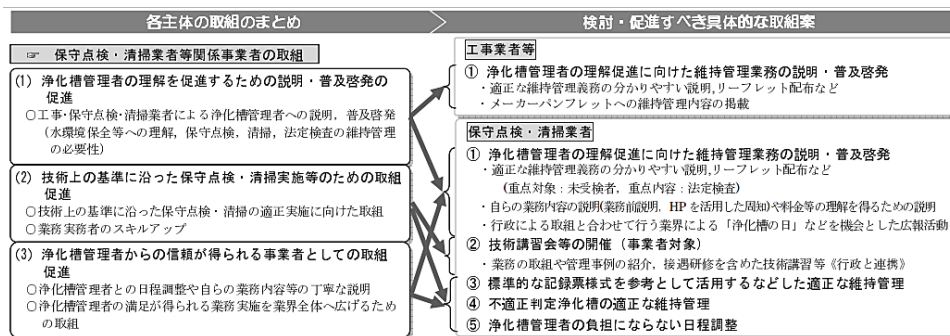 各主体の取組のまとめ
検討・促進すべき具体的な取組案
☞ 保守点検・清掃業者等関係事業者の取組
(1) 浄化槽管理者の理解を促進するための説明・普及啓発の
促進
○工事・保守点検・清掃業者による浄化槽管理者への説明，普及啓発
(水環境保全等への理解，保守点検，清掃，法定検査の維持管理
の必要性)
(2) 技術上の基準に沿った保守点検・清掃実施等のための取組
促進
○技術上の基準に沿った保守点検・清掃の適正実施に向けた取組
○業務実務者のスキルアップ
(3) 浄化槽管理者からの信頼が得られる事業者としての取組
促進
○浄化槽管理者との日程調整や自らの業務内容等の丁寧な説明
○浄化槽管理者の満足が得られる業務実施を業界全体へ広げるため
の取組
工事業者等
① 浄化槽管理者の理解促進に向けた維持管理業務の説明・普及啓発
・適正な維持管理義務の分かりやすい説明,リーフレット配布など
・メーカーパンフレットへの維持管理内容の掲載
保守点検・清掃業者
① 浄化槽管理者の理解促進に向けた維持管理業務の説明・普及啓発
・適正な維持管理義務の分かりやすい説明,リーフレット配布など
(重点対象：未受検者，重点内容：法定検査)
・自らの業務内容の説明(業務前説明，HPを活用した周知)や料金等の理解を得るための説明
・行政による取組と合わせて行う業界による「浄化槽の日」などを機会とした広報活動
② 技術講習会等の開催（事業者対象）
・業務の取組や管理事例の紹介，接遇研修を含めた技術講習等《行政と連携》
③ 標準的な記録票様式を参考として活用するなどした適正な維持管理
④ 不適正判定浄化槽の適正な維持管理
⑤ 浄化槽管理者の負担にならない日程調整